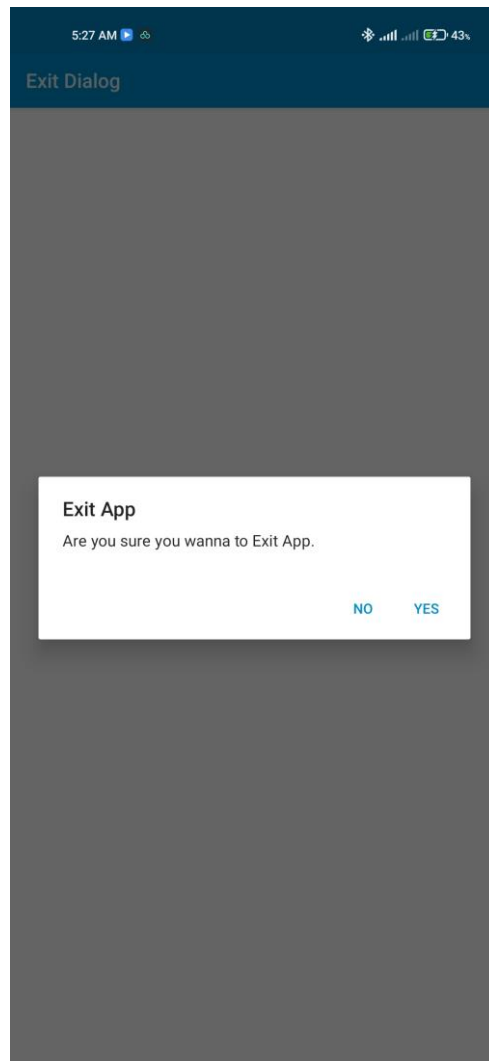 5:27 AM 43%
Exit Dialog
Exit App
Are you sure you wanna to Exit App.
NO YES